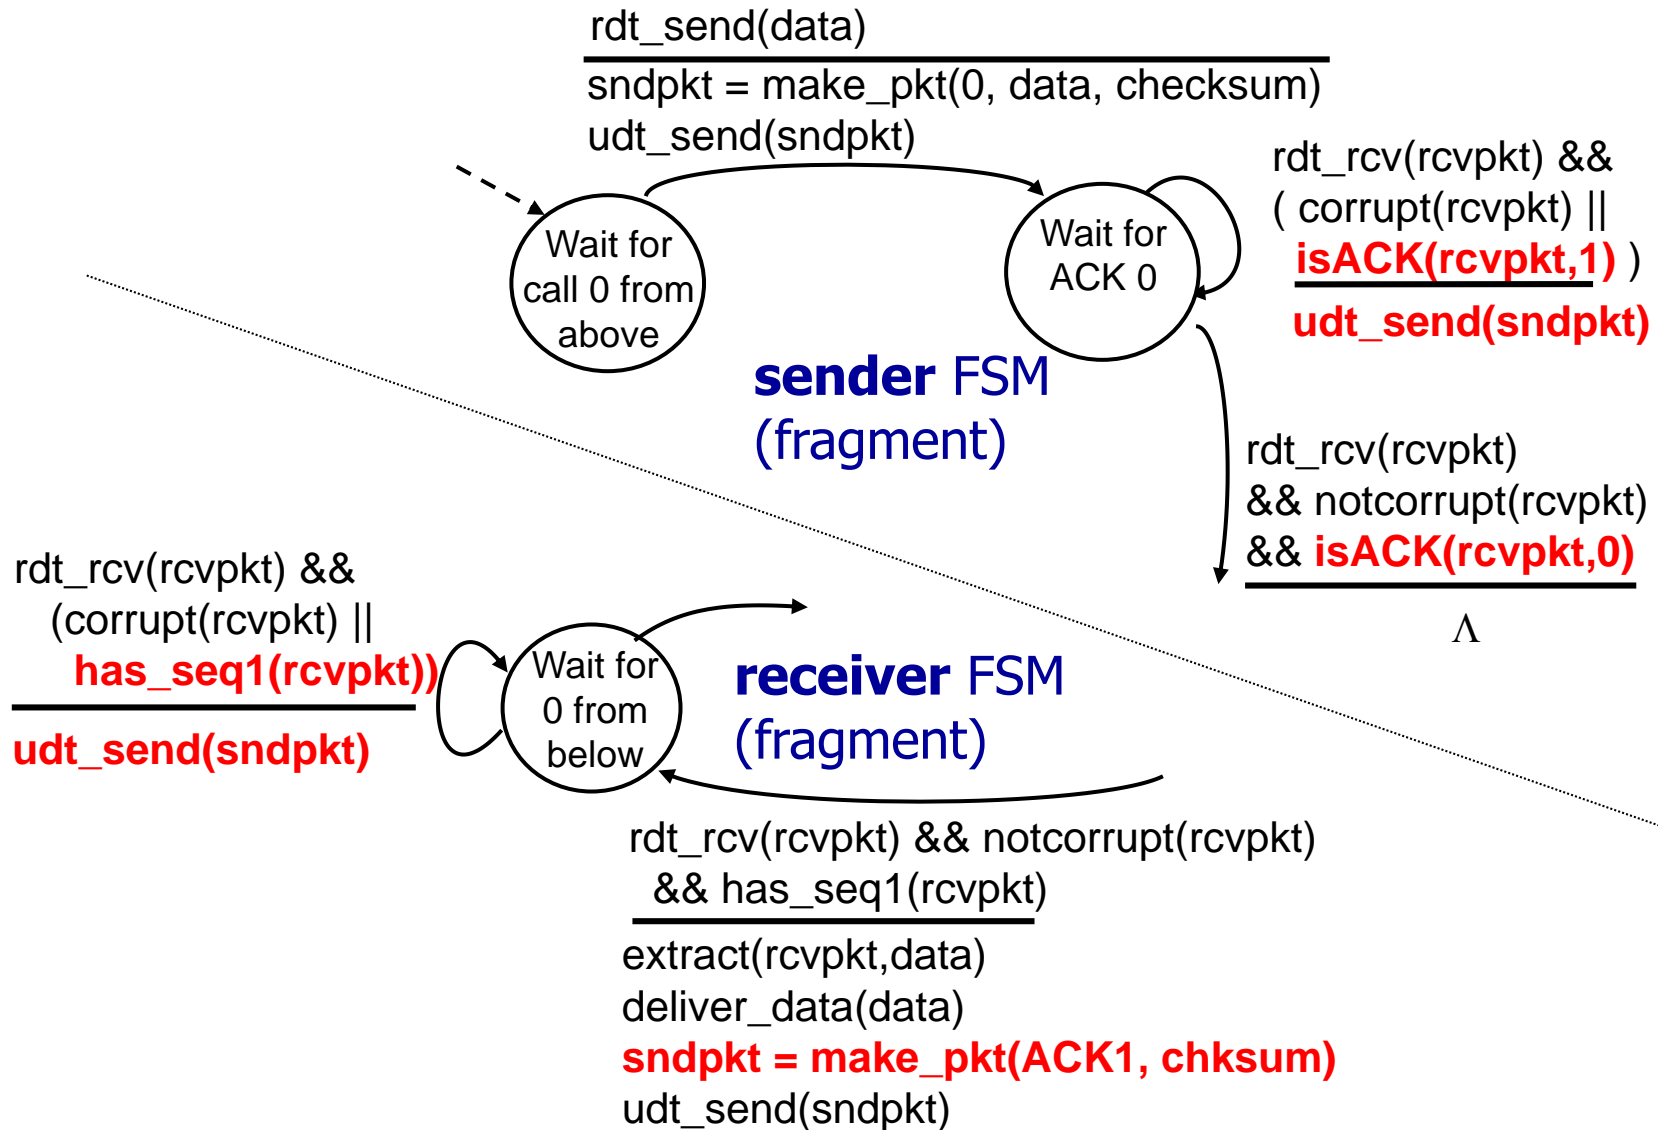 rdt_send(data)
sndpkt = make_pkt(0, data, checksum)
udt_send(sndpkt)
rdt_rcv(rcvpkt) &&
( corrupt(rcvpkt) ||
isACK(rcvpkt,1) )
udt_send(sndpkt)
Wait for
call 0 from
above
Wait for
ACK 0
sender FSM
(fragment)
rdt_rcv(rcvpkt)
&& notcorrupt(rcvpkt)
&& isACK(rcvpkt,0)
Λ
rdt_rcv(rcvpkt) &&
(corrupt(rcvpkt) ||
has_seq1(rcvpkt))
udt_send(sndpkt)
Wait for
0 from
below
receiver FSM
(fragment)
rdt_rcv(rcvpkt) && notcorrupt(rcvpkt)
&& has_seq1(rcvpkt)
extract(rcvpkt,data)
deliver_data(data)
sndpkt = make_pkt(ACK1, chksum)
udt_send(sndpkt)